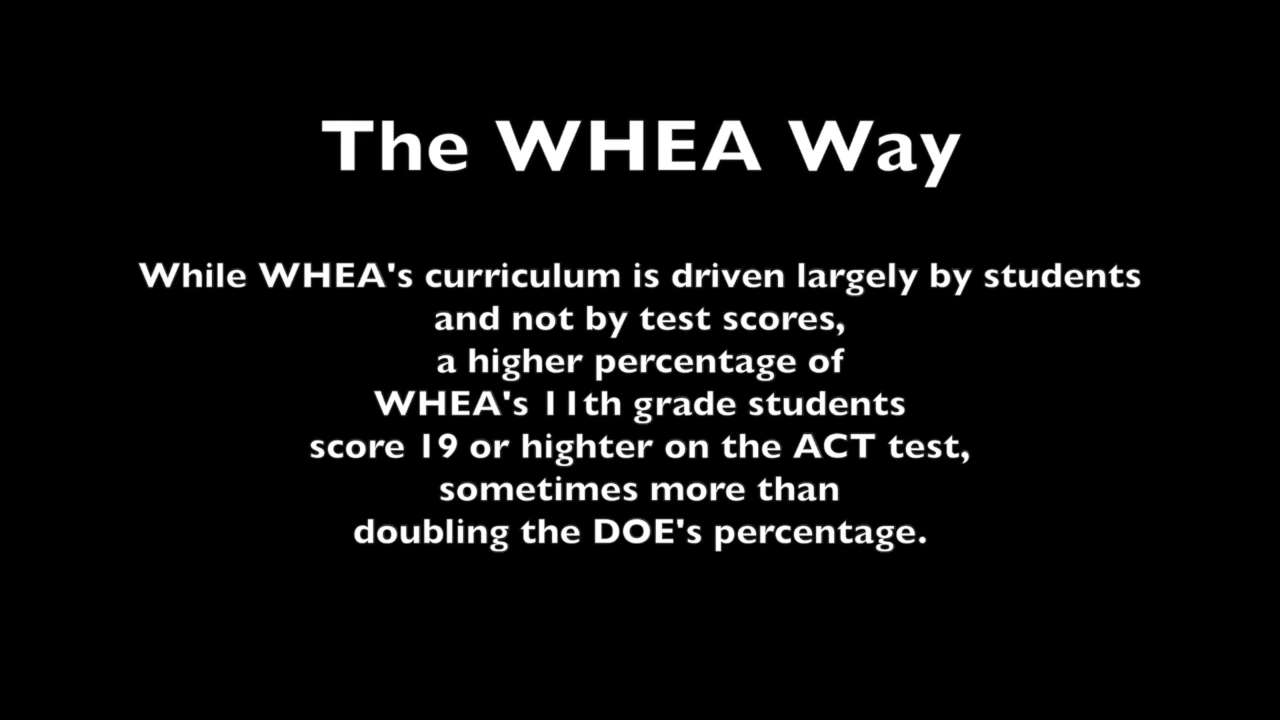 The WHEA Way
While WHEA's curriculum is driven largely by students
and not by test scores,
a higher percentage of
WHEA's 11th grade students
score 19 or highter on the ACT test,
sometimes more than
doubling the DOE's percentage.